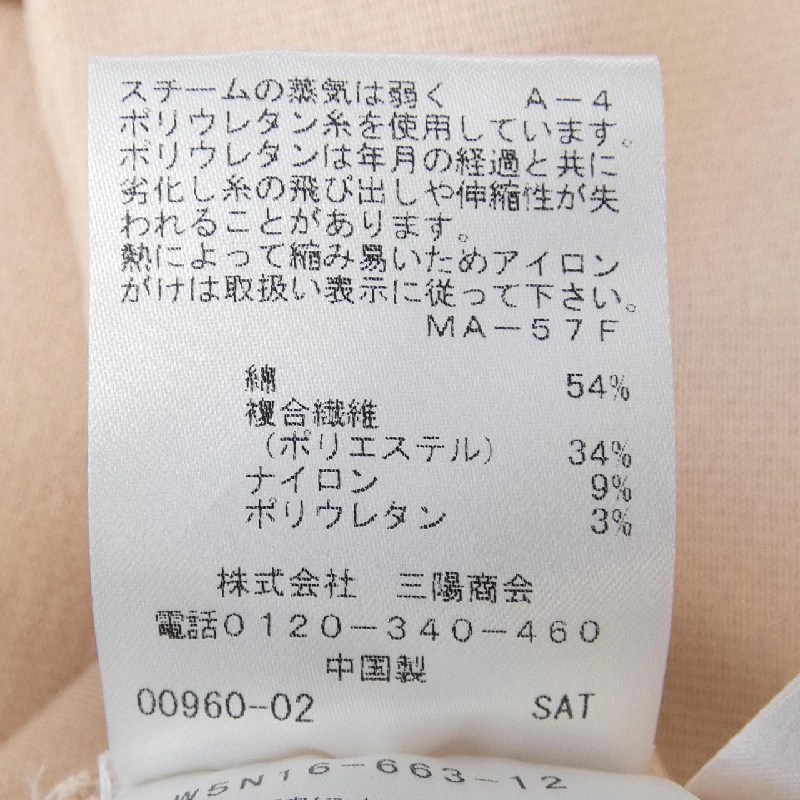 スチームの蒸気は弱く　A－4
ポリウレタン糸を使用しています。
ポリウレタンは年月の経過と共に
劣化し糸の飛び出しや伸縮性が失
われることがあります。
熱によって縮み易いためアイロン
がけは取扱い表示に従って下さい。
MA－57F
綿 54%
複合繊維
（ポリエステル） 34%
ナイロン 9%
ポリウレタン 3%
株式会社　三陽商会
電話0120－340－460
中国製
00960-02 SAT
W5N16-663-12